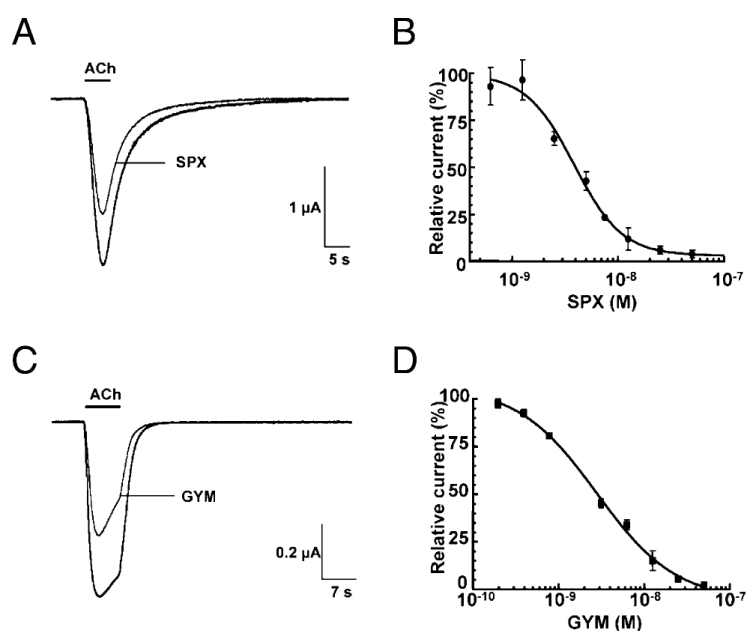 A
ACh
SPX
1 µA
5 s
B
Relative current (%)
100
75
50
25
0
10-9
10-8
10-7
SPX (M)
C
ACh
GYM
0.2 µA
7 s
D
Relative current (%)
100
75
50
25
0
10-10
10-9
10-8
10-7
GYM (M)